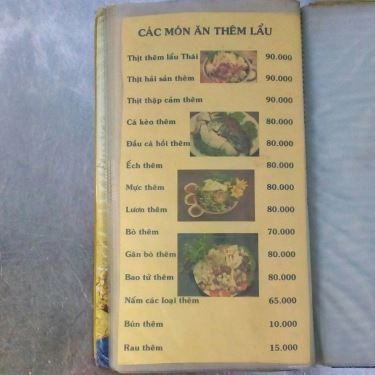 CÁC MÓN ĂN THÊM LẨU
Thịt thêm lẩu Thái 90.000
Thịt hải sản thêm 90.000
Thịt thập cẩm thêm 90.000
Cá kèo thêm 80.000
Đầu cá hồi thêm 80.000
Ếch thêm 80.000
Mực thêm 80.000
Lươn thêm 80.000
Bò thêm 70.000
Gân bò thêm 80.000
Bao tử thêm 80.000
Nấm các loại thêm 65.000
Bún thêm 10.000
Rau thêm 15.000